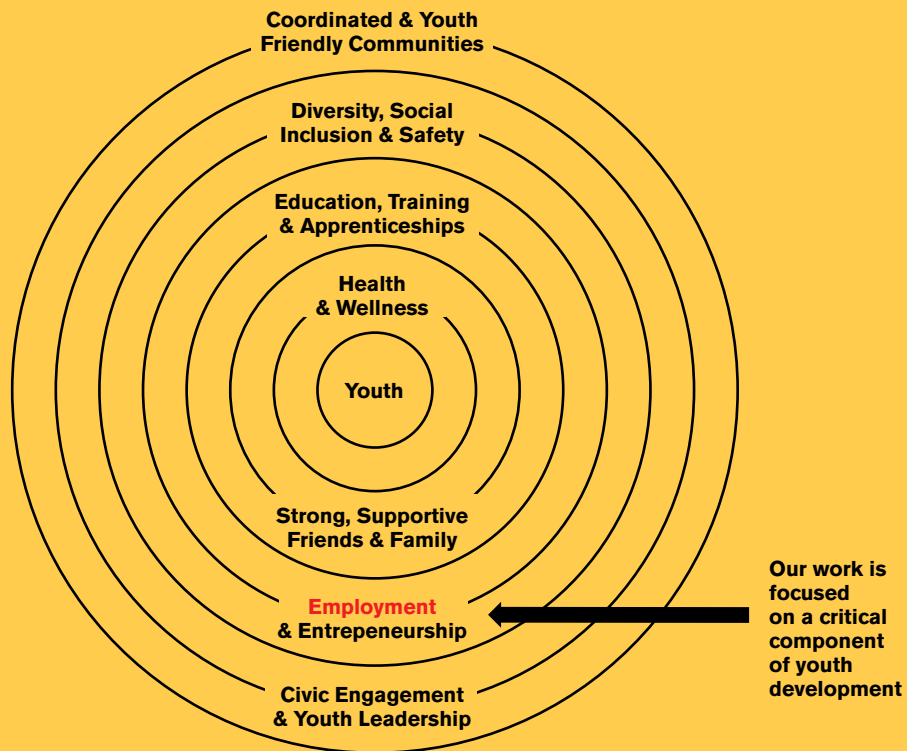 Coordinated & Youth
Friendly Communities
Diversity, Social
Inclusion & Safety
Education, Training
& Apprenticeships
Health
& Wellness
Youth
Strong, Supportive
Friends & Family
Employment
& Entrepeneurship
Civic Engagement
& Youth Leadership
Our work is
focused
on a critical
component
of youth
development